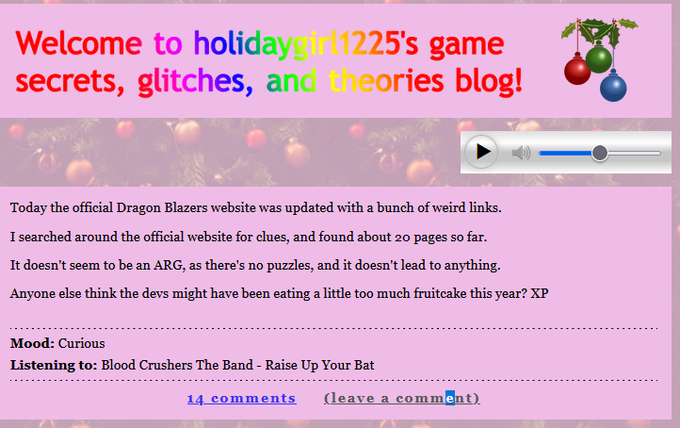 Welcome to holidaygirl1225's game
secrets, glitches, and theories blog!
Today the official Dragon Blazers website was updated with a bunch of weird links.
I searched around the official website for clues, and found about 20 pages so far.
It doesn't seem to be an ARG, as there's no puzzles, and it doesn't lead to anything.
Anyone else think the devs might have been eating a little too much fruitcake this year? XP
Mood: Curious
Listening to: Blood Crushers The Band - Raise Up Your Bat
14 comments (leave a comment)